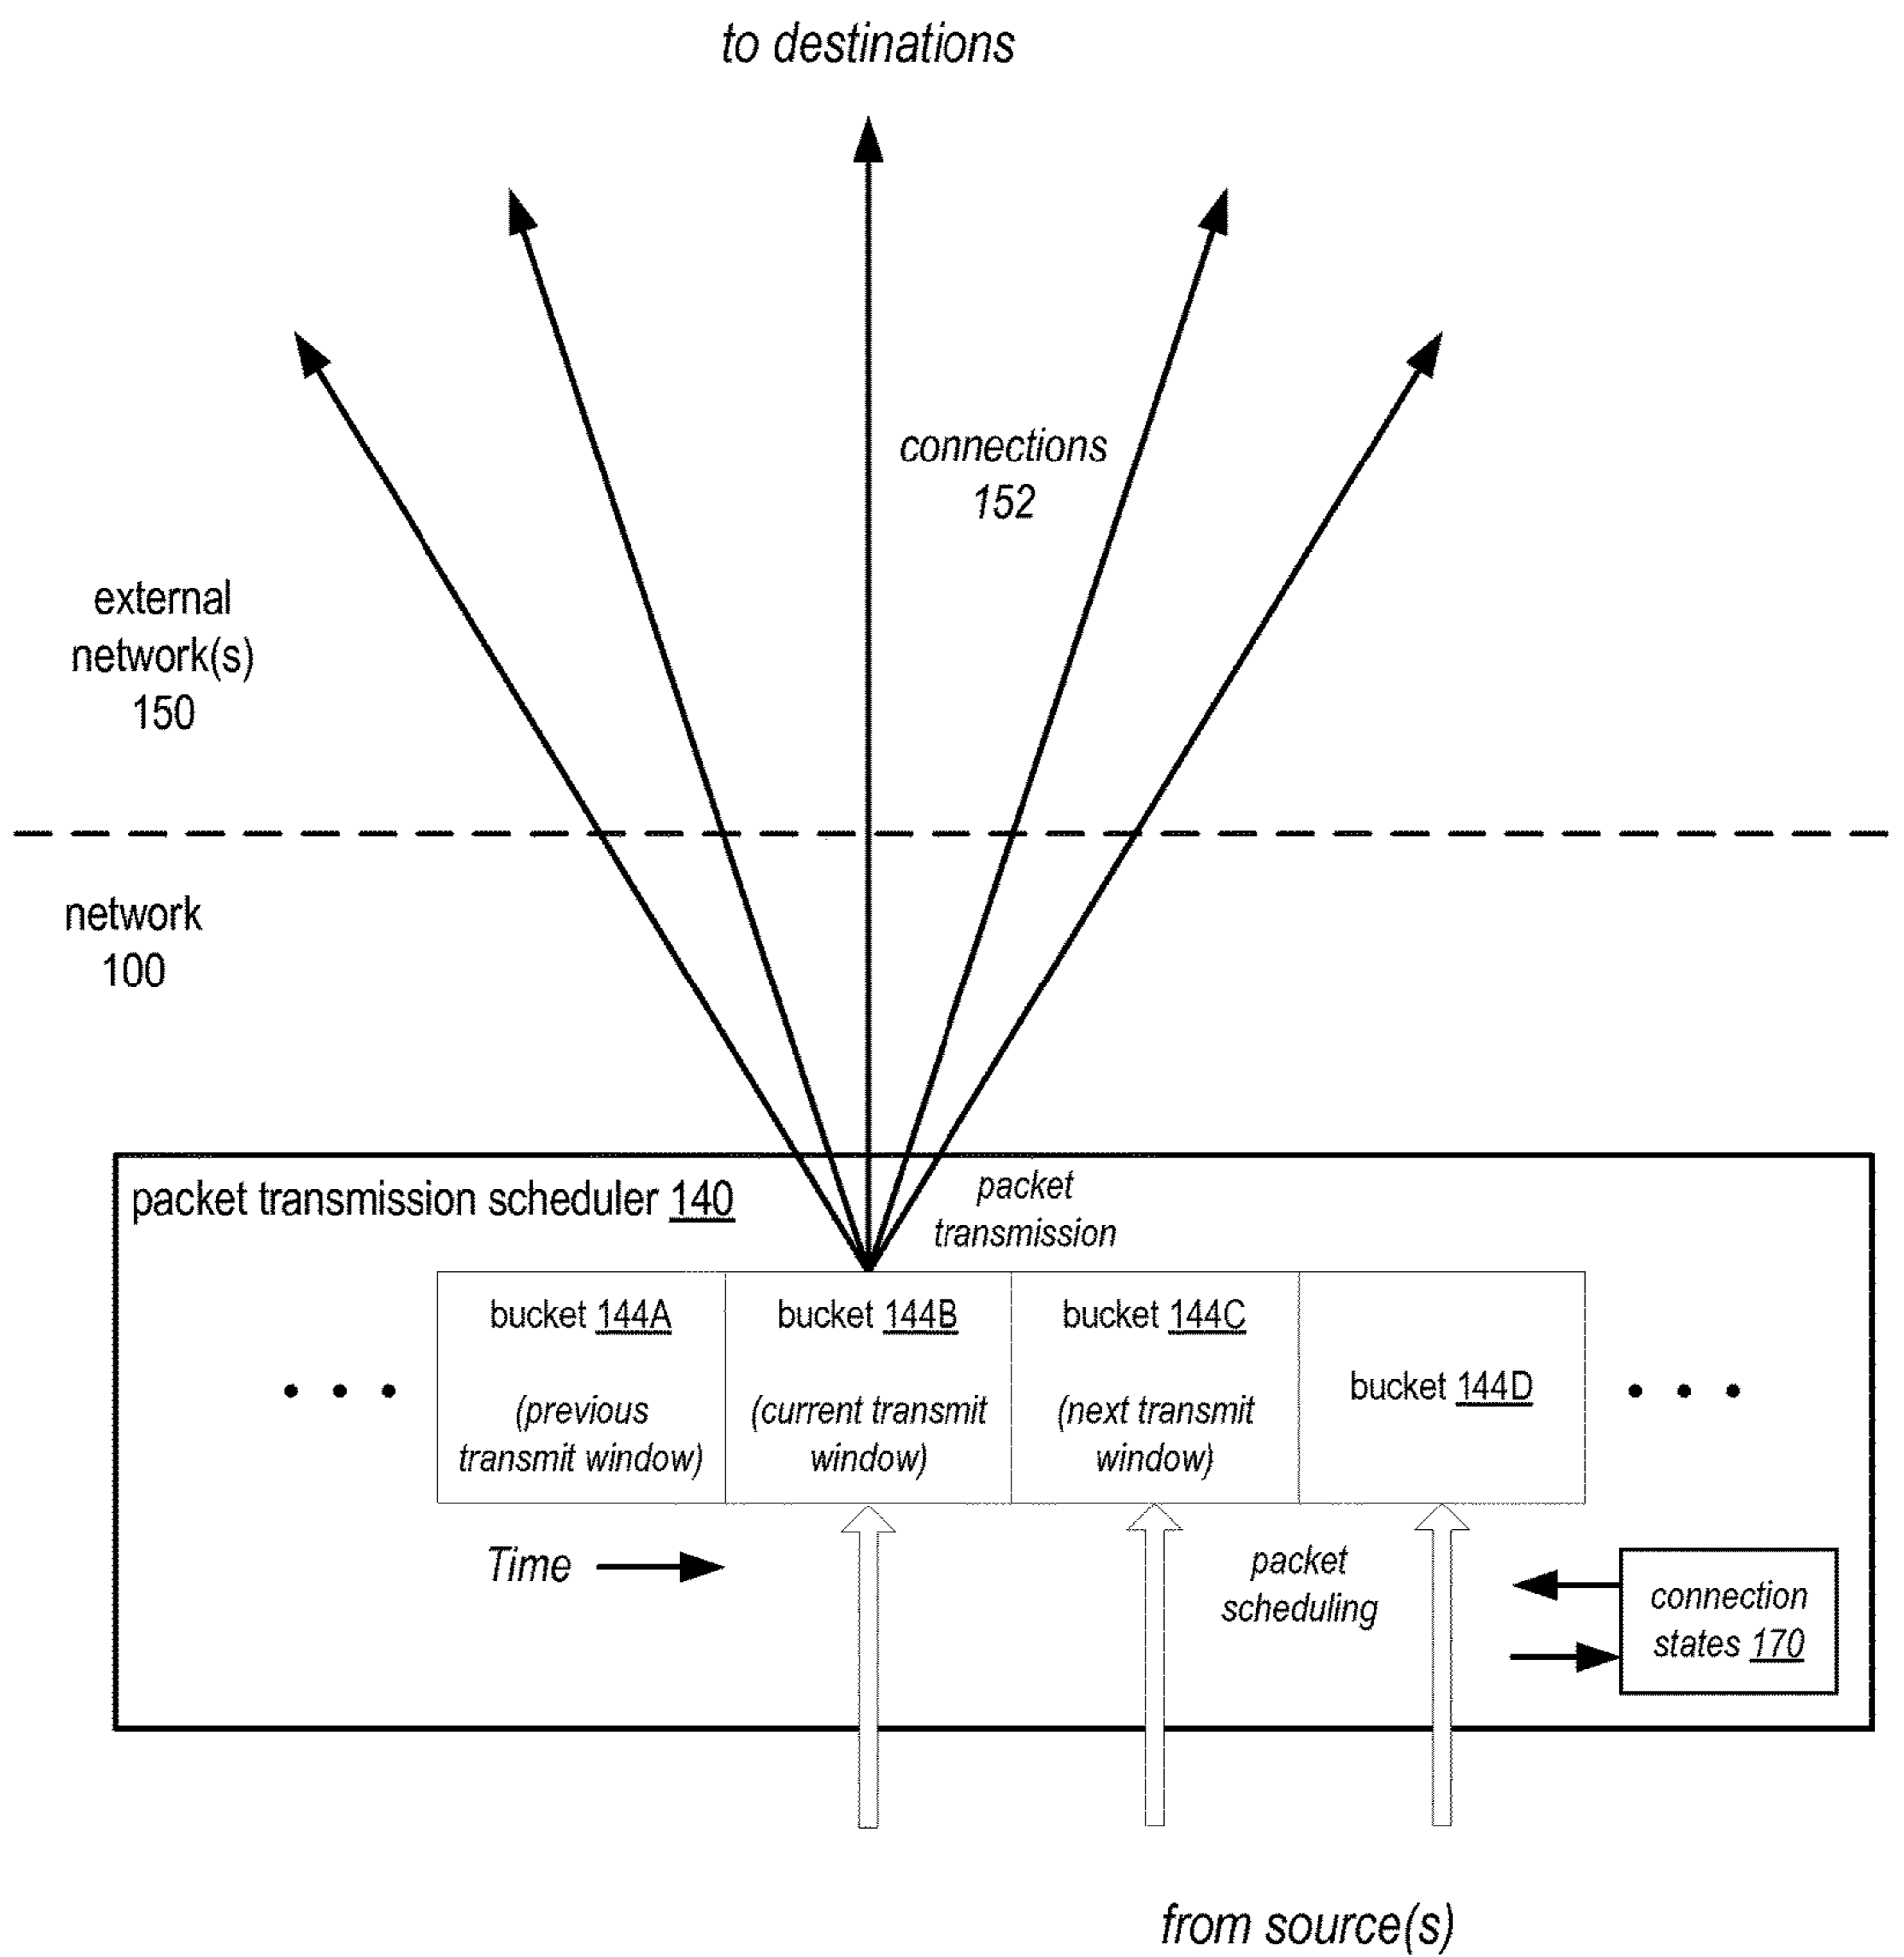 to destinations
connections
152
external
network(s)
150
network
100
packet transmission scheduler 140
packet
transmission
bucket 144A
(previous
transmit window)
bucket 144B
(current transmit
window)
bucket 144C
(next transmit
window)
bucket 144D
Time
packet
scheduling
connection
states 170
from source(s)